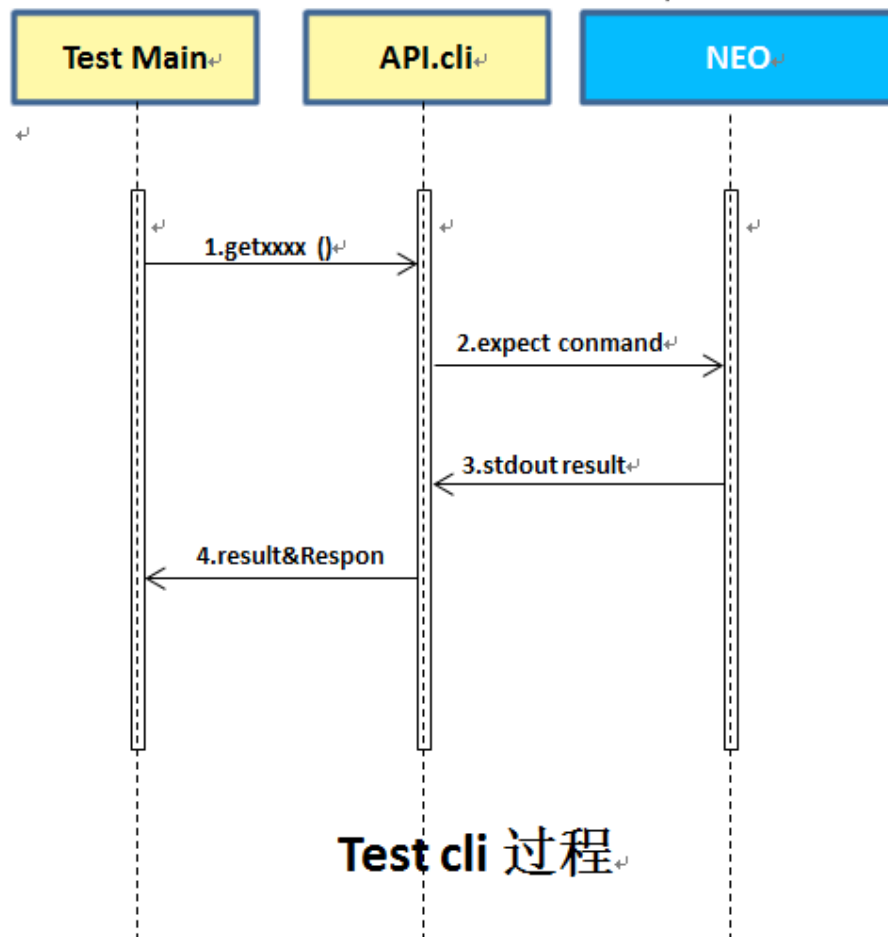 Test Main
API.cli
NEO
1.getxxxx ()
2.expect conmand
3.stdout result
4.result&Respon
Test cli 过程